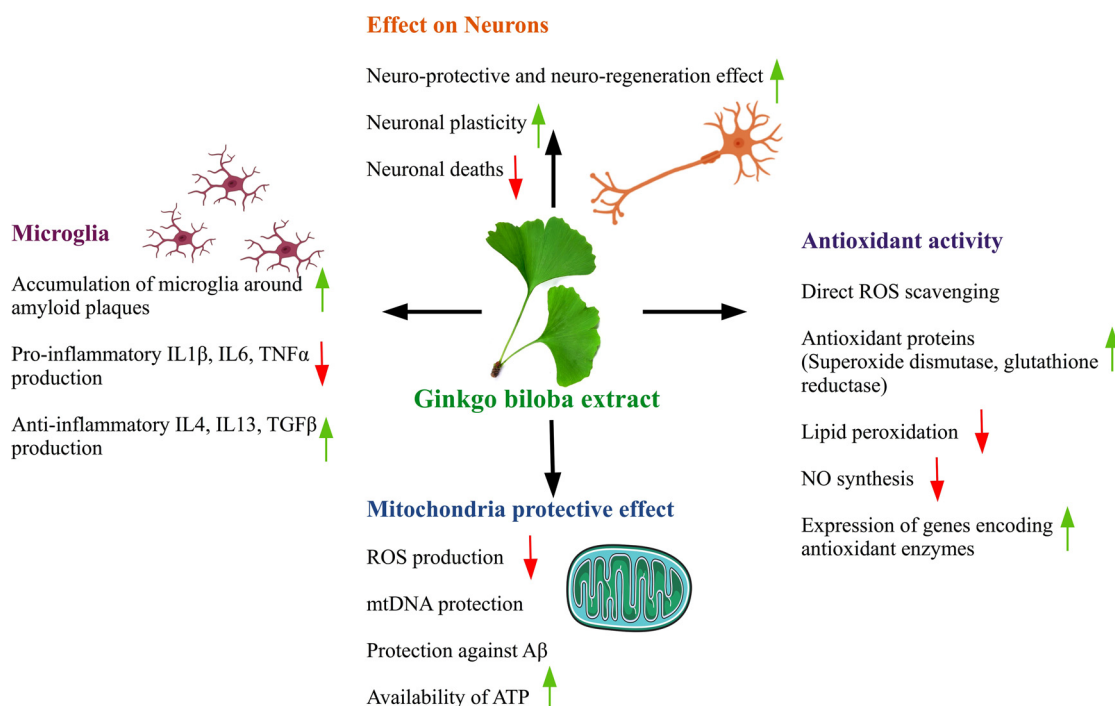 Effect on Neurons
Neuro-protective and neuro-regeneration effect
Neuronal plasticity
Neuronal deaths
Microglia
Accumulation of microglia around
amyloid plaques
Pro-inflammatory IL1β, IL6, TNFα
production
Anti-inflammatory IL4, IL13, TGFβ
production
Ginkgo biloba extract
Antioxidant activity
Direct ROS scavenging
Antioxidant proteins
(Superoxide dismutase, glutathione
reductase)
Lipid peroxidation
NO synthesis
Expression of genes encoding
antioxidant enzymes
Mitochondria protective effect
ROS production
mtDNA protection
Protection against Aβ
Availability of ATP